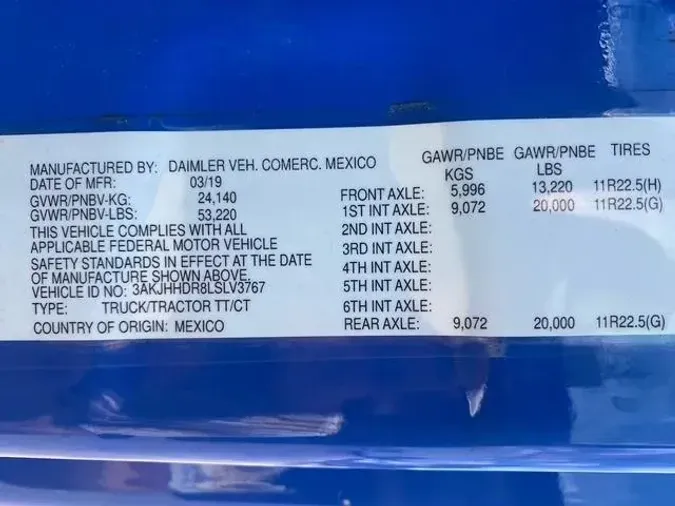 MANUFACTURED BY: DAIMLER VEH. COMERC. MEXICO
DATE OF MFR: 03/19
GVWR/PNBV-KG: 24,140
GVWR/PNBV-LBS: 53,220
THIS VEHICLE COMPLIES WITH ALL
APPLICABLE FEDERAL MOTOR VEHICLE
SAFETY STANDARDS IN EFFECT AT THE DATE
OF MANUFACTURE SHOWN ABOVE.
VEHICLE ID NO: 3AKJHHDR8LSLV3767
TYPE: TRUCK/TRACTOR TT/CT
COUNTRY OF ORIGIN: MEXICO
GAWR/PNBE GAWR/PNBE TIRES
KGS LBS
FRONT AXLE: 5,996 13,220 11R22.5(H)
1ST INT AXLE: 9,072 20,000 11R22.5(G)
2ND INT AXLE:
3RD INT AXLE:
4TH INT AXLE:
5TH INT AXLE:
6TH INT AXLE:
REAR AXLE: 9,072 20,000 11R22.5(G)